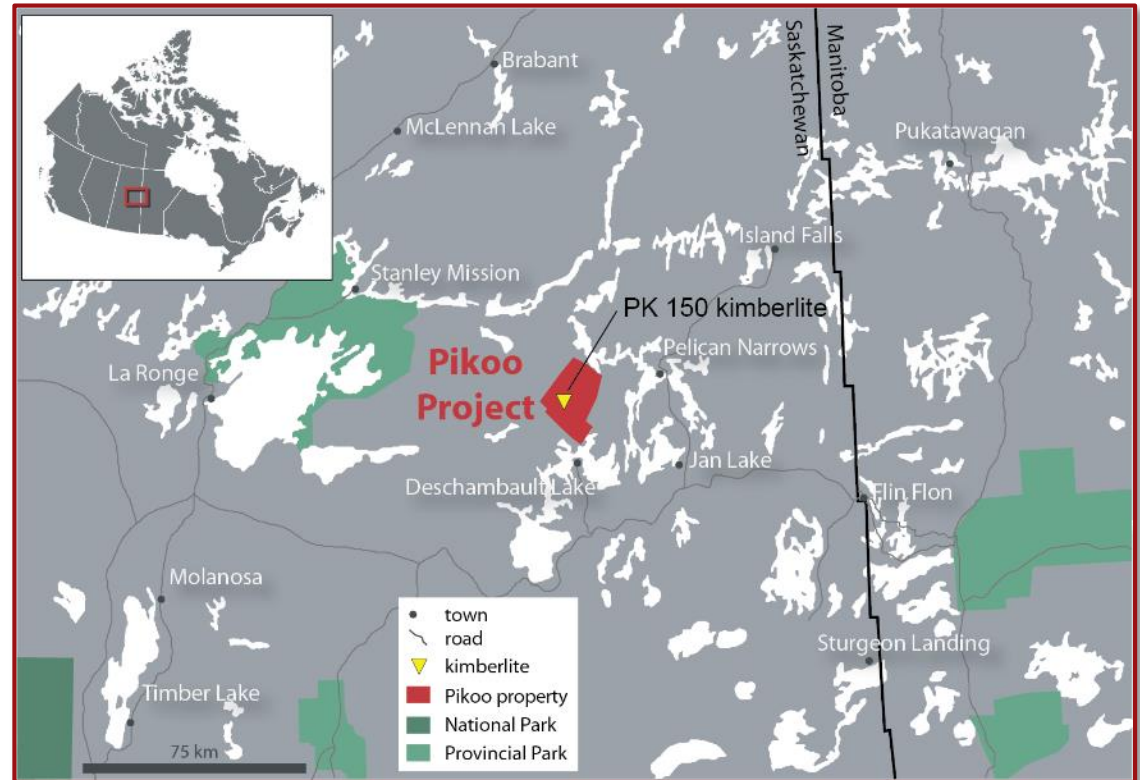 Brabant
McLennan Lake
Saskatchewan
Manitoba
Pukatawagan
Island Falls
Stanley Mission
PK 150 kimberlite
Pelican Narrows
La Ronge
Pikoo
Project
Jan Lake
Deschambault Lake
Flin Flon
Molanosa
town
road
kimberlite
Pikoo property
National Park
Provincial Park
Sturgeon Landing
Timber Lake
75 km